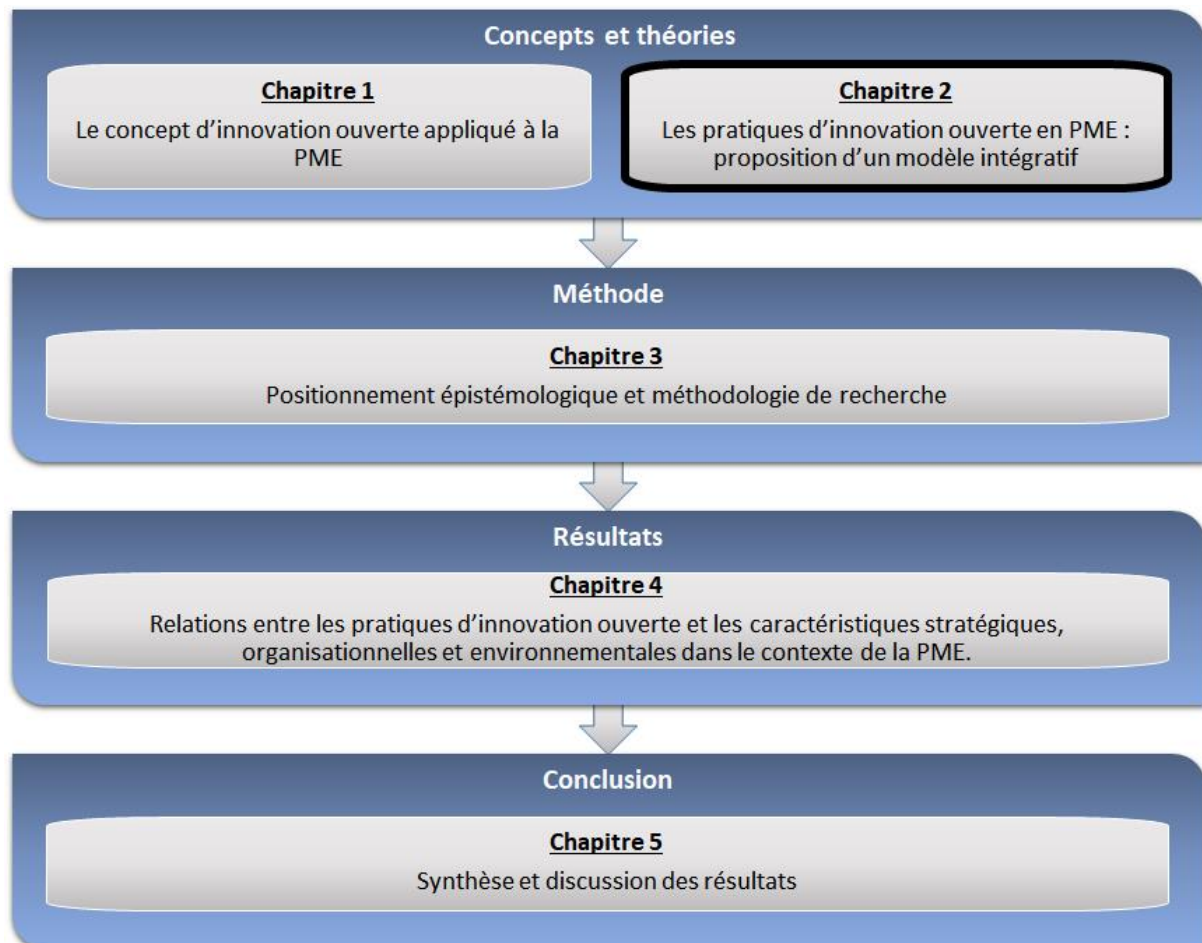 Concepts et théories
Chapitre 1
Le concept d’innovation ouverte appliqué à la
PME
Chapitre 2
Les pratiques d’innovation ouverte en PME :
proposition d’un modèle intégratif
Méthode
Chapitre 3
Positionnement épistémologique et méthodologie de recherche
Résultats
Chapitre 4
Relations entre les pratiques d’innovation ouverte et les caractéristiques stratégiques,
organisationnelles et environnementales dans le contexte de la PME.
Conclusion
Chapitre 5
Synthèse et discussion des résultats